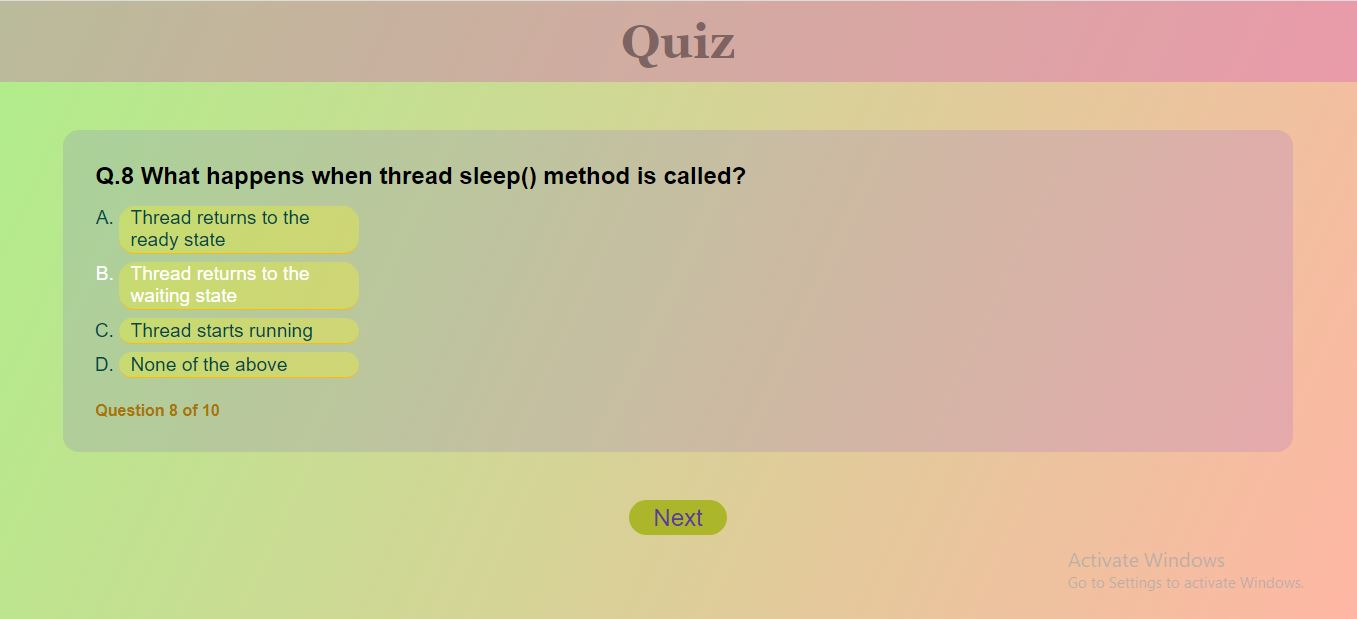 Quiz
Q.8 What happens when thread sleep() method is called?
A. Thread returns to the
ready state
B. Thread returns to the
waiting state
C. Thread starts running
D. None of the above
Question 8 of 10
Next
Activate Windows
Go to Settings to activate Windows.